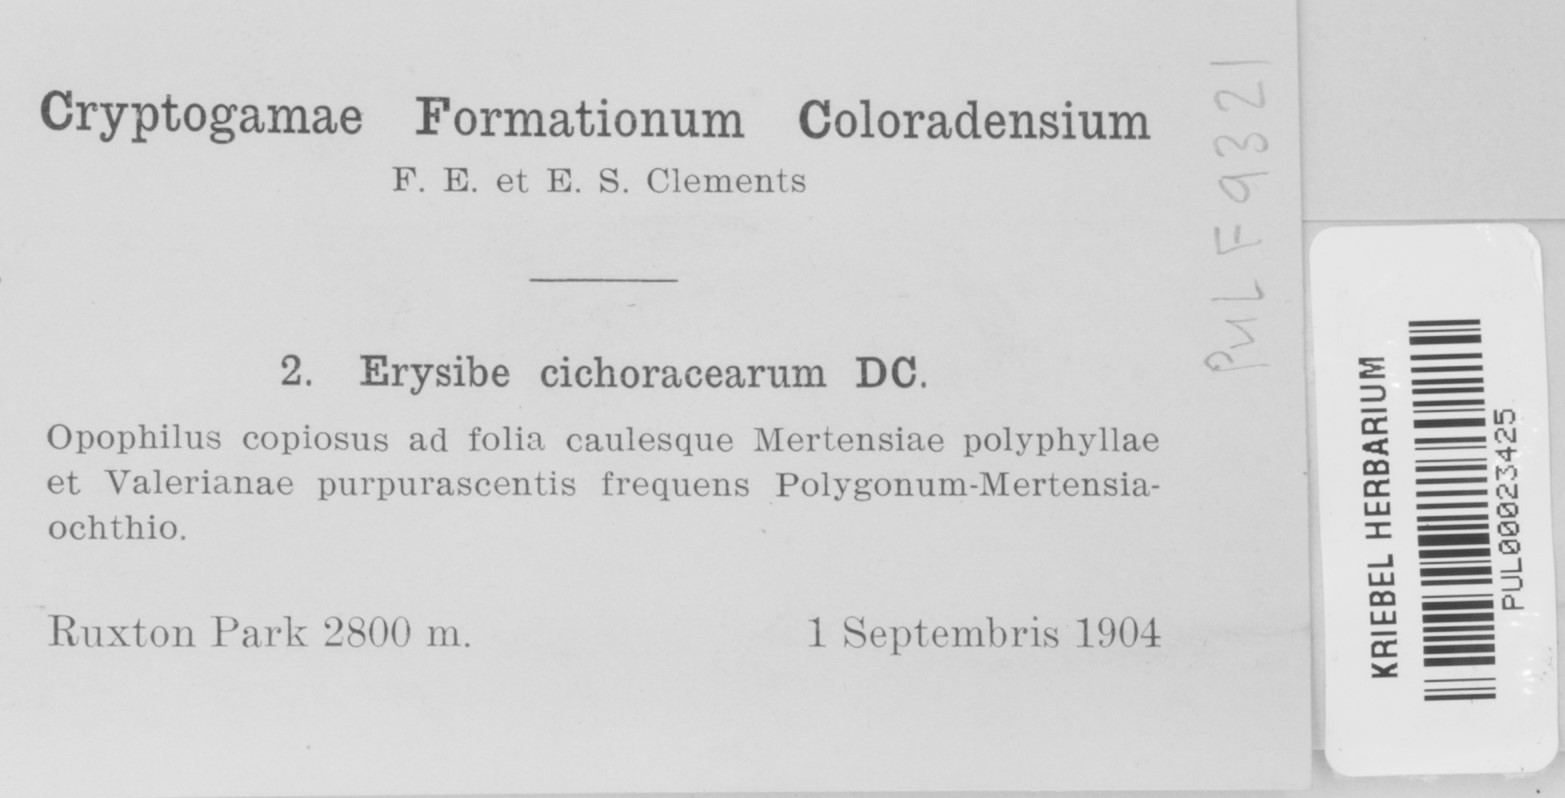 Cryptogamae Formationum Coloradensium
F. E. et E. S. Clements
2. Erysibe cichoracearum DC.
Opophilus copiosus ad folia caulesque Mertensiae polyphyllae
et Valerianae purpurascentis frequens Polygonum-Mertensia-
ochthio.
Ruxton Park 2800 m.
1 Septembris 1904
PUL F 9321
KRIEBEL HERBARIUM
PUL00023425